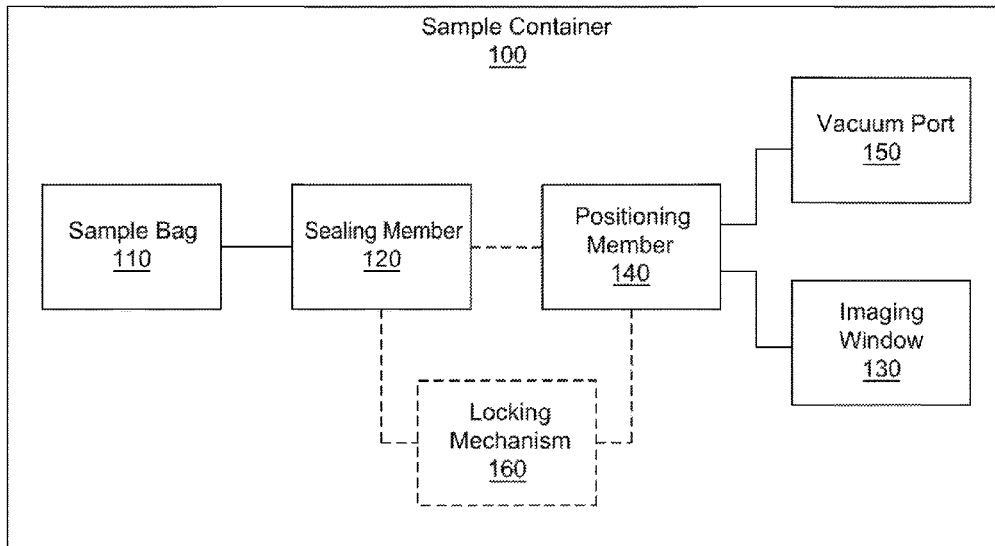 Sample Container
100
Vacuum Port
150
Sample Bag
110
Sealing Member
120
Positioning
Member
140
Imaging
Window
130
Locking
Mechanism
160